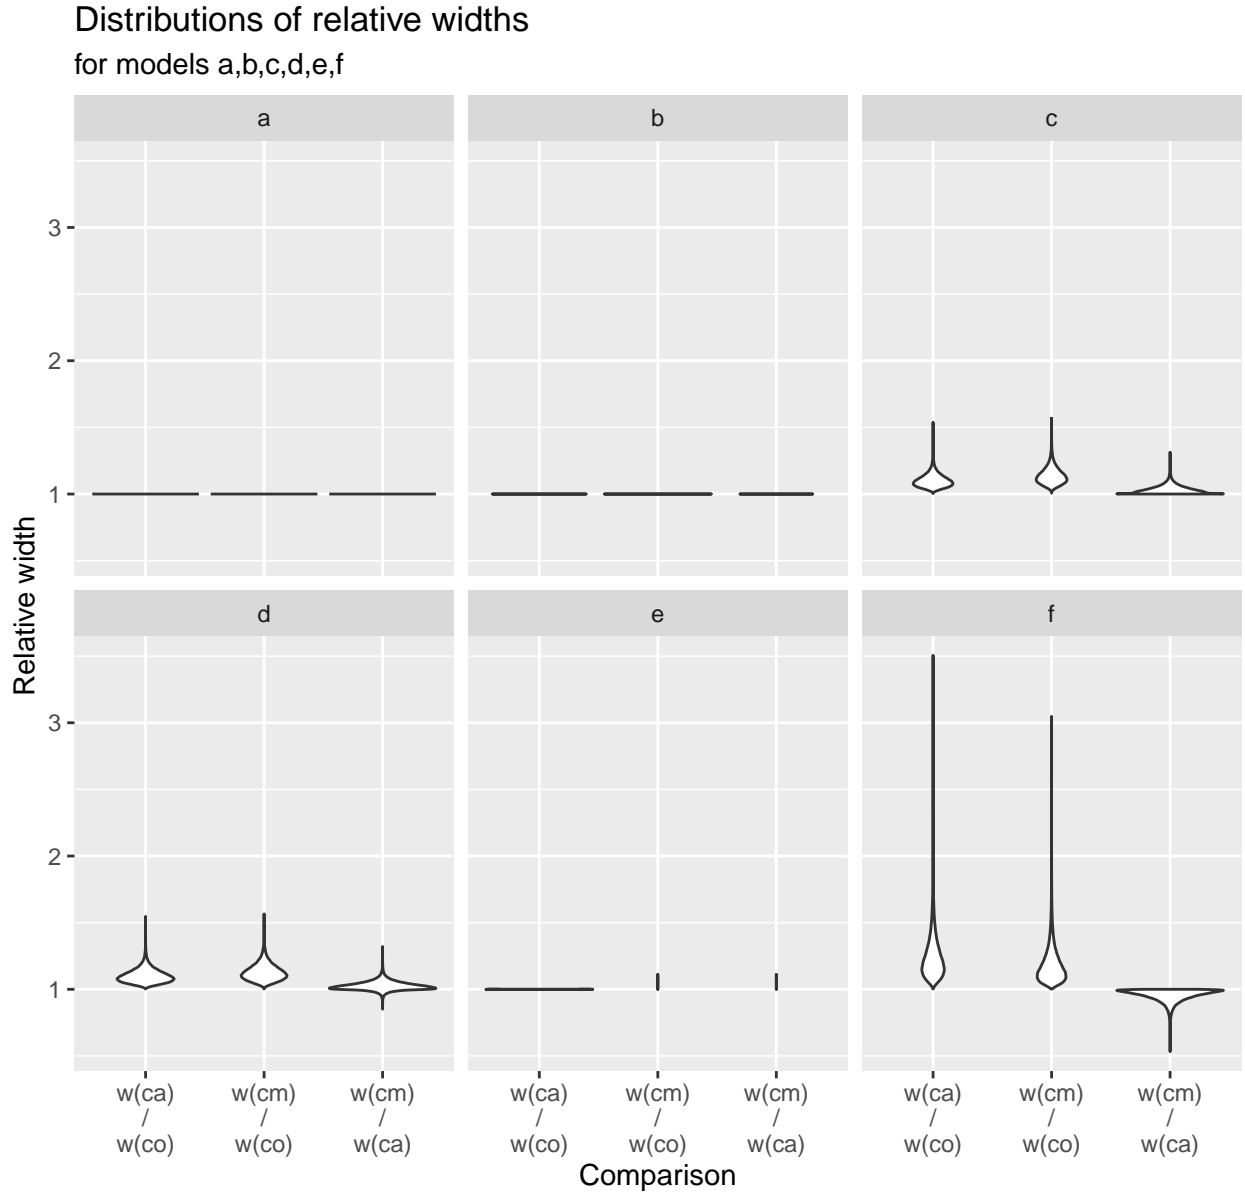 Distributions of relative widths
for models a,b,c,d,e,f
a
b
c
3
2
1
Relative width
d
e
f
3
2
1
w(ca)
/
w(co)
w(cm)
/
w(co)
w(cm)
/
w(ca)
w(ca)
/
w(co)
w(cm)
/
w(co)
w(cm)
/
w(ca)
w(ca)
/
w(co)
w(cm)
/
w(co)
w(cm)
/
w(ca)
Comparison